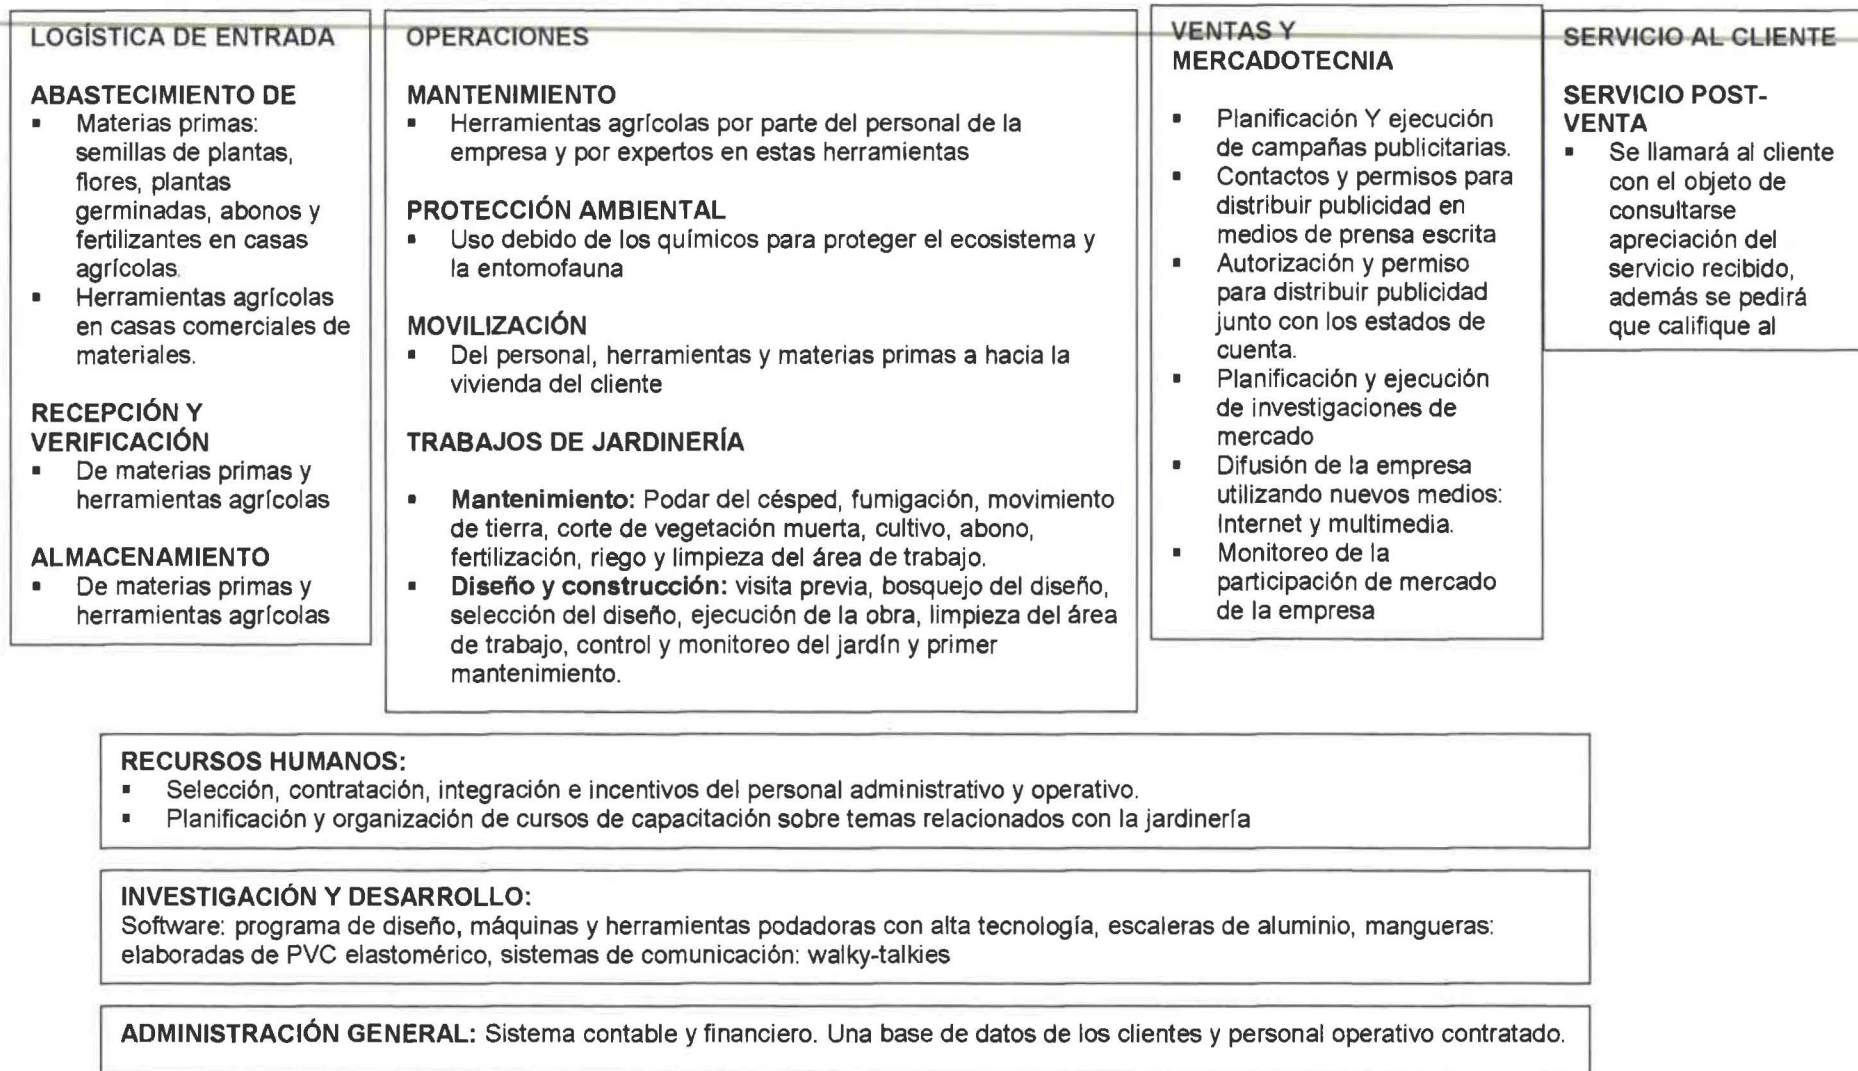 LOGÍSTICA DE ENTRADA
ABASTECIMIENTO DE
▪ Materias primas:
semillas de plantas,
flores, plantas
germinadas, abonos y
fertilizantes en casas
agrícolas.
▪ Herramientas agrícolas
en casas comerciales de
materiales.
RECEPCIÓN Y
VERIFICACIÓN
▪ De materias primas y
herramientas agrícolas
ALMACENAMIENTO
▪ De materias primas y
herramientas agrícolas
OPERACIONES
MANTENIMIENTO
▪ Herramientas agrícolas por parte del personal de la
empresa y por expertos en estas herramientas
PROTECCIÓN AMBIENTAL
▪ Uso debido de los químicos para proteger el ecosistema y
la entomofauna
MOVILIZACIÓN
▪ Del personal, herramientas y materias primas a hacia la
vivienda del cliente
TRABAJOS DE JARDINERÍA
▪ Mantenimiento: Podar del césped, fumigación, movimiento
de tierra, corte de vegetación muerta, cultivo, abono,
fertilización, riego y limpieza del área de trabajo.
▪ Diseño y construcción: visita previa, bosquejo del diseño,
selección del diseño, ejecución de la obra, limpieza del área
de trabajo, control y monitoreo del jardín y primer
mantenimiento.
VENTAS Y
MERCADOTECNIA
▪ Planificación Y ejecución
de campañas publicitarias.
▪ Contactos y permisos para
distribuir publicidad en
medios de prensa escrita
▪ Autorización y permiso
para distribuir publicidad
junto con los estados de
cuenta.
▪ Planificación y ejecución
de investigaciones de
mercado
▪ Difusión de la empresa
utilizando nuevos medios:
Internet y multimedia.
▪ Monitoreo de la
participación de mercado
de la empresa
SERVICIO AL CLIENTE
SERVICIO POST-
VENTA
▪ Se llamará al cliente
con el objeto de
consultarse
apreciación del
servicio recibido,
además se pedirá
que califique al
RECURSOS HUMANOS:
▪ Selección, contratación, integración e incentivos del personal administrativo y operativo.
▪ Planificación y organización de cursos de capacitación sobre temas relacionados con la jardinería
INVESTIGACIÓN Y DESARROLLO:
Software: programa de diseño, máquinas y herramientas podadoras con alta tecnología, escaleras de aluminio, mangueras:
elaboradas de PVC elastomérico, sistemas de comunicación: walky-talkies
ADMINISTRACIÓN GENERAL: Sistema contable y financiero. Una base de datos de los clientes y personal operativo contratado.